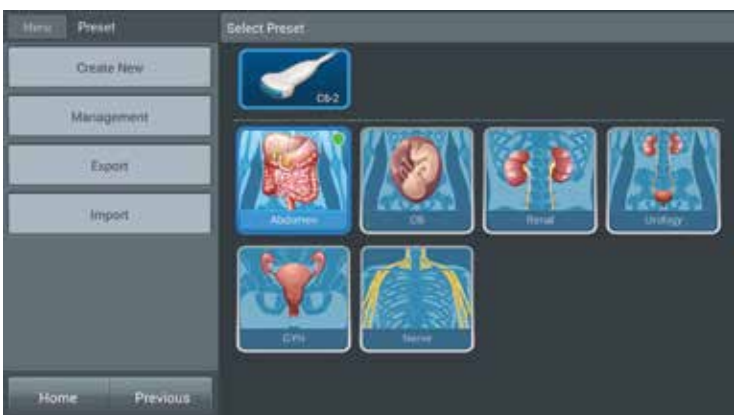 Menu Preset
Select Preset
Create New
Management
Export
Import
C6-2
Abdomen
OB
Renal
Urology
GYN
Nerve
Home
Previous